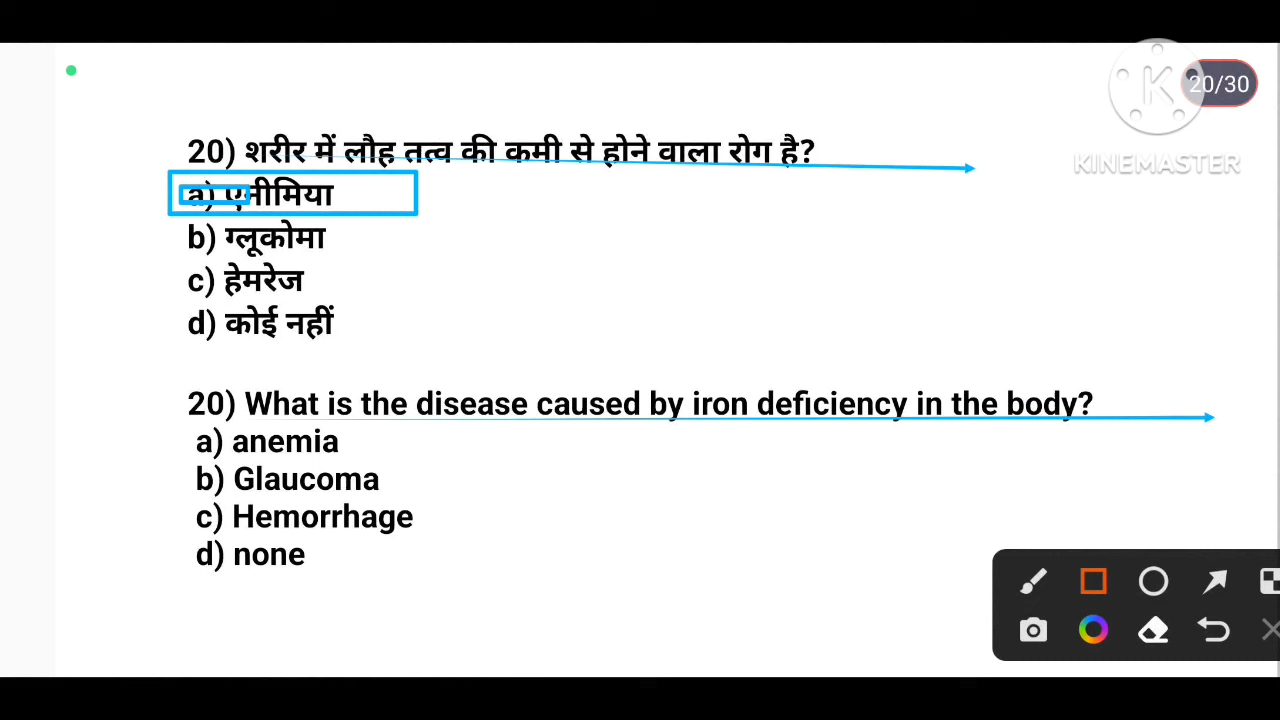 20/30
KINEMASTER
20) शरीर में लौह तत्व की कमी से होने वाला रोग है?
a) एनीमिया
b) ग्लूकोमा
c) हेमरेज
d) कोई नहीं
20) What is the disease caused by iron deficiency in the body?
a) anemia
b) Glaucoma
c) Hemorrhage
d) none